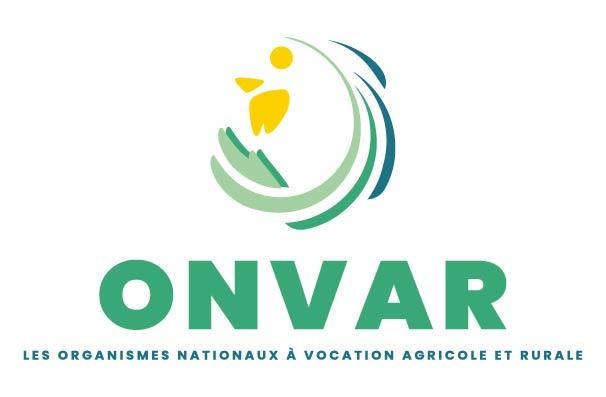 ONVAR
LES ORGANISMES NATIONAUX À VOCATION AGRICOLE ET RURALE